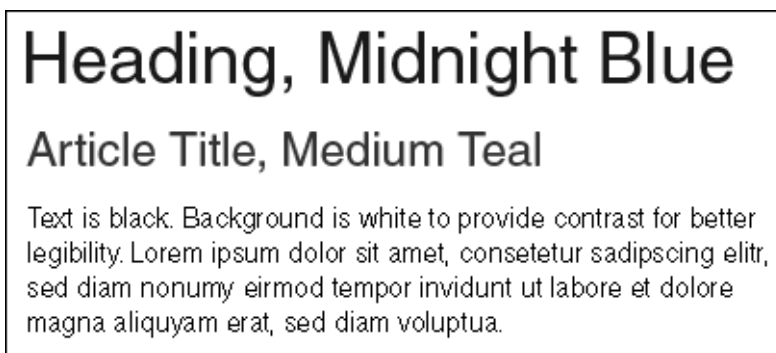 Heading, Midnight Blue
Article Title, Medium Teal
Text is black. Background is white to provide contrast for better
legibility. Lorem ipsum dolor sit amet, consetetur sadipscing elitr,
sed diam nonumy eirmod tempor invidunt ut labore et dolore
magna aliquyam erat, sed diam voluptua.